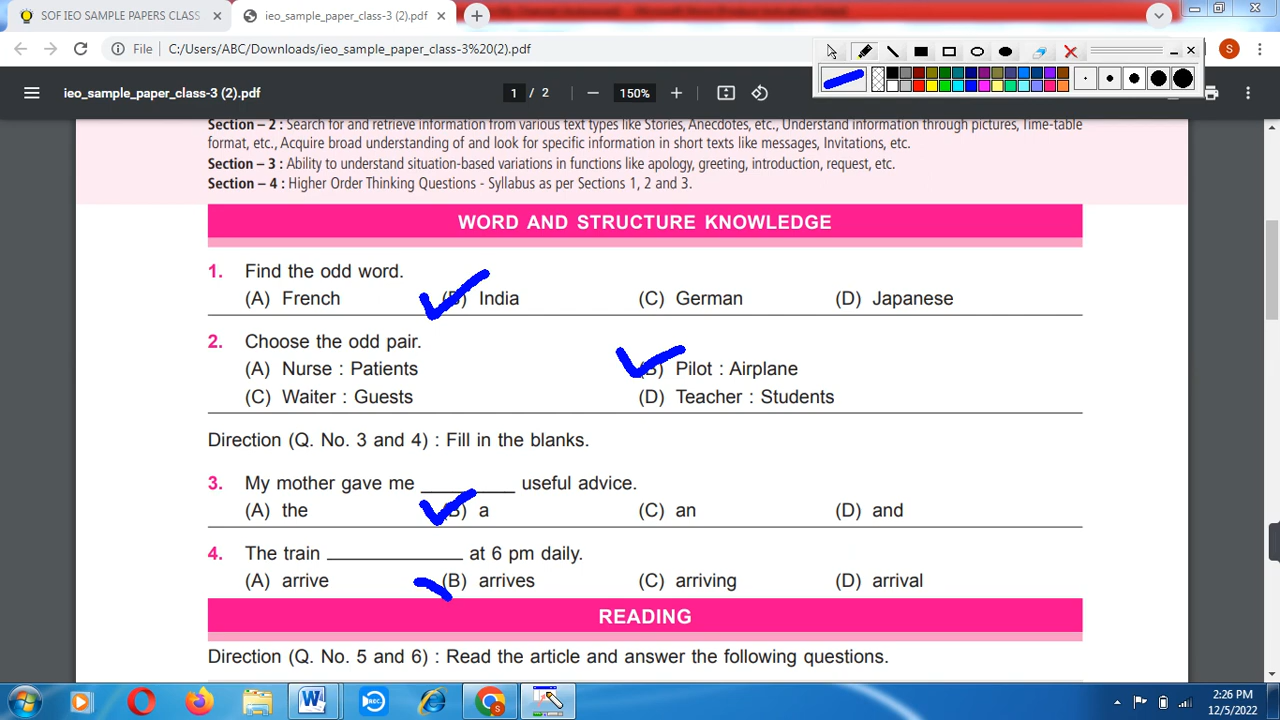 SOF IEO SAMPLE PAPERS CLASS
ieo_sample_paper_class-3 (2).pdf
File C:/Users/ABC/Downloads/ieo_sample_paper_class-3%20(2).pdf
S
ieo_sample_paper_class-3 (2).pdf
1 / 2
150%
Section – 2 : Search for and retrieve information from various text types like Stories, Anecdotes, etc., Understand information through pictures, Time-table
format, etc., Acquire broad understanding of and look for specific information in short texts like messages, Invitations, etc.
Section – 3 : Ability to understand situation-based variations in functions like apology, greeting, introduction, request, etc.
Section – 4 : Higher Order Thinking Questions - Syllabus as per Sections 1, 2 and 3.
WORD AND STRUCTURE KNOWLEDGE
1. Find the odd word.
(A) French (B) India (C) German (D) Japanese
2. Choose the odd pair.
(A) Nurse : Patients (B) Pilot : Airplane
(C) Waiter : Guests (D) Teacher : Students
Direction (Q. No. 3 and 4) : Fill in the blanks.
3. My mother gave me ________ useful advice.
(A) the (B) a (C) an (D) and
4. The train ____________ at 6 pm daily.
(A) arrive (B) arrives (C) arriving (D) arrival
READING
Direction (Q. No. 5 and 6) : Read the article and answer the following questions.
W
REC
S
2:26 PM
12/5/2022